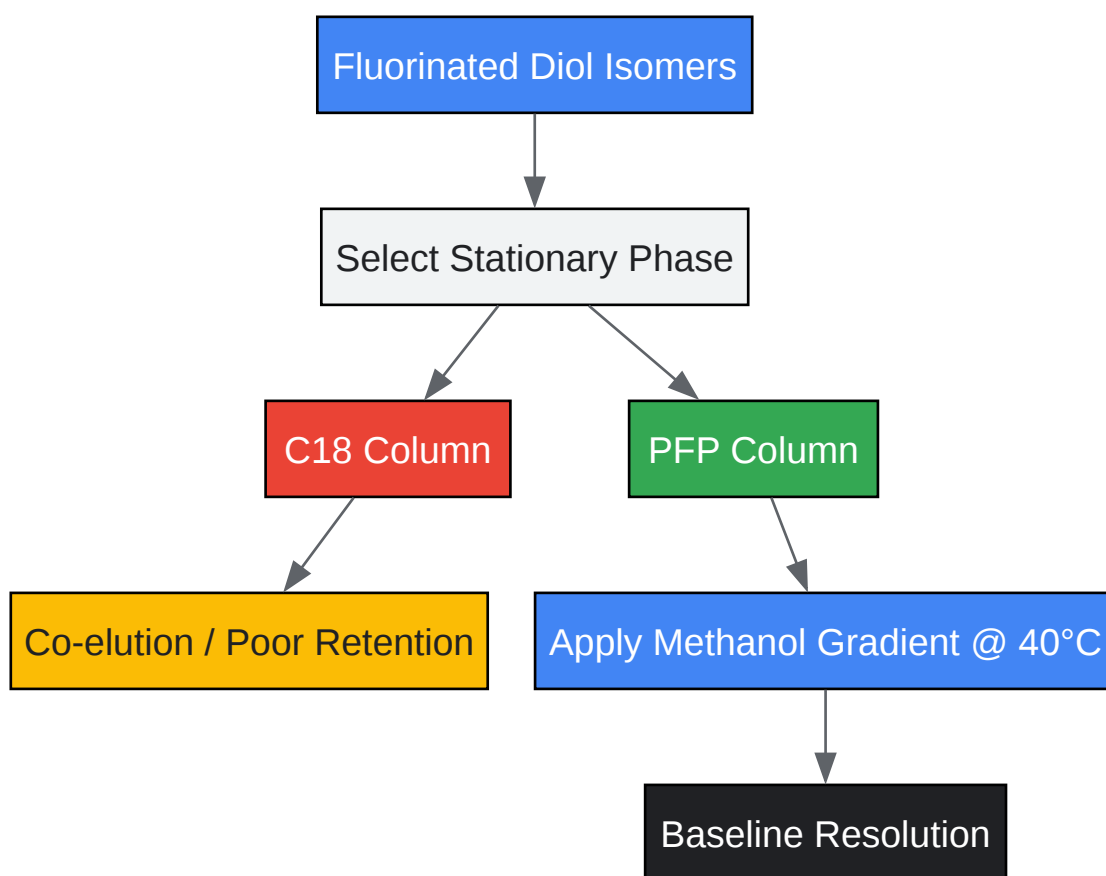 Fluorinated Diol Isomers
Select Stationary Phase
C18 Column
PFP Column
Co-elution / Poor Retention
Apply Methanol Gradient @ 40°C
Baseline Resolution